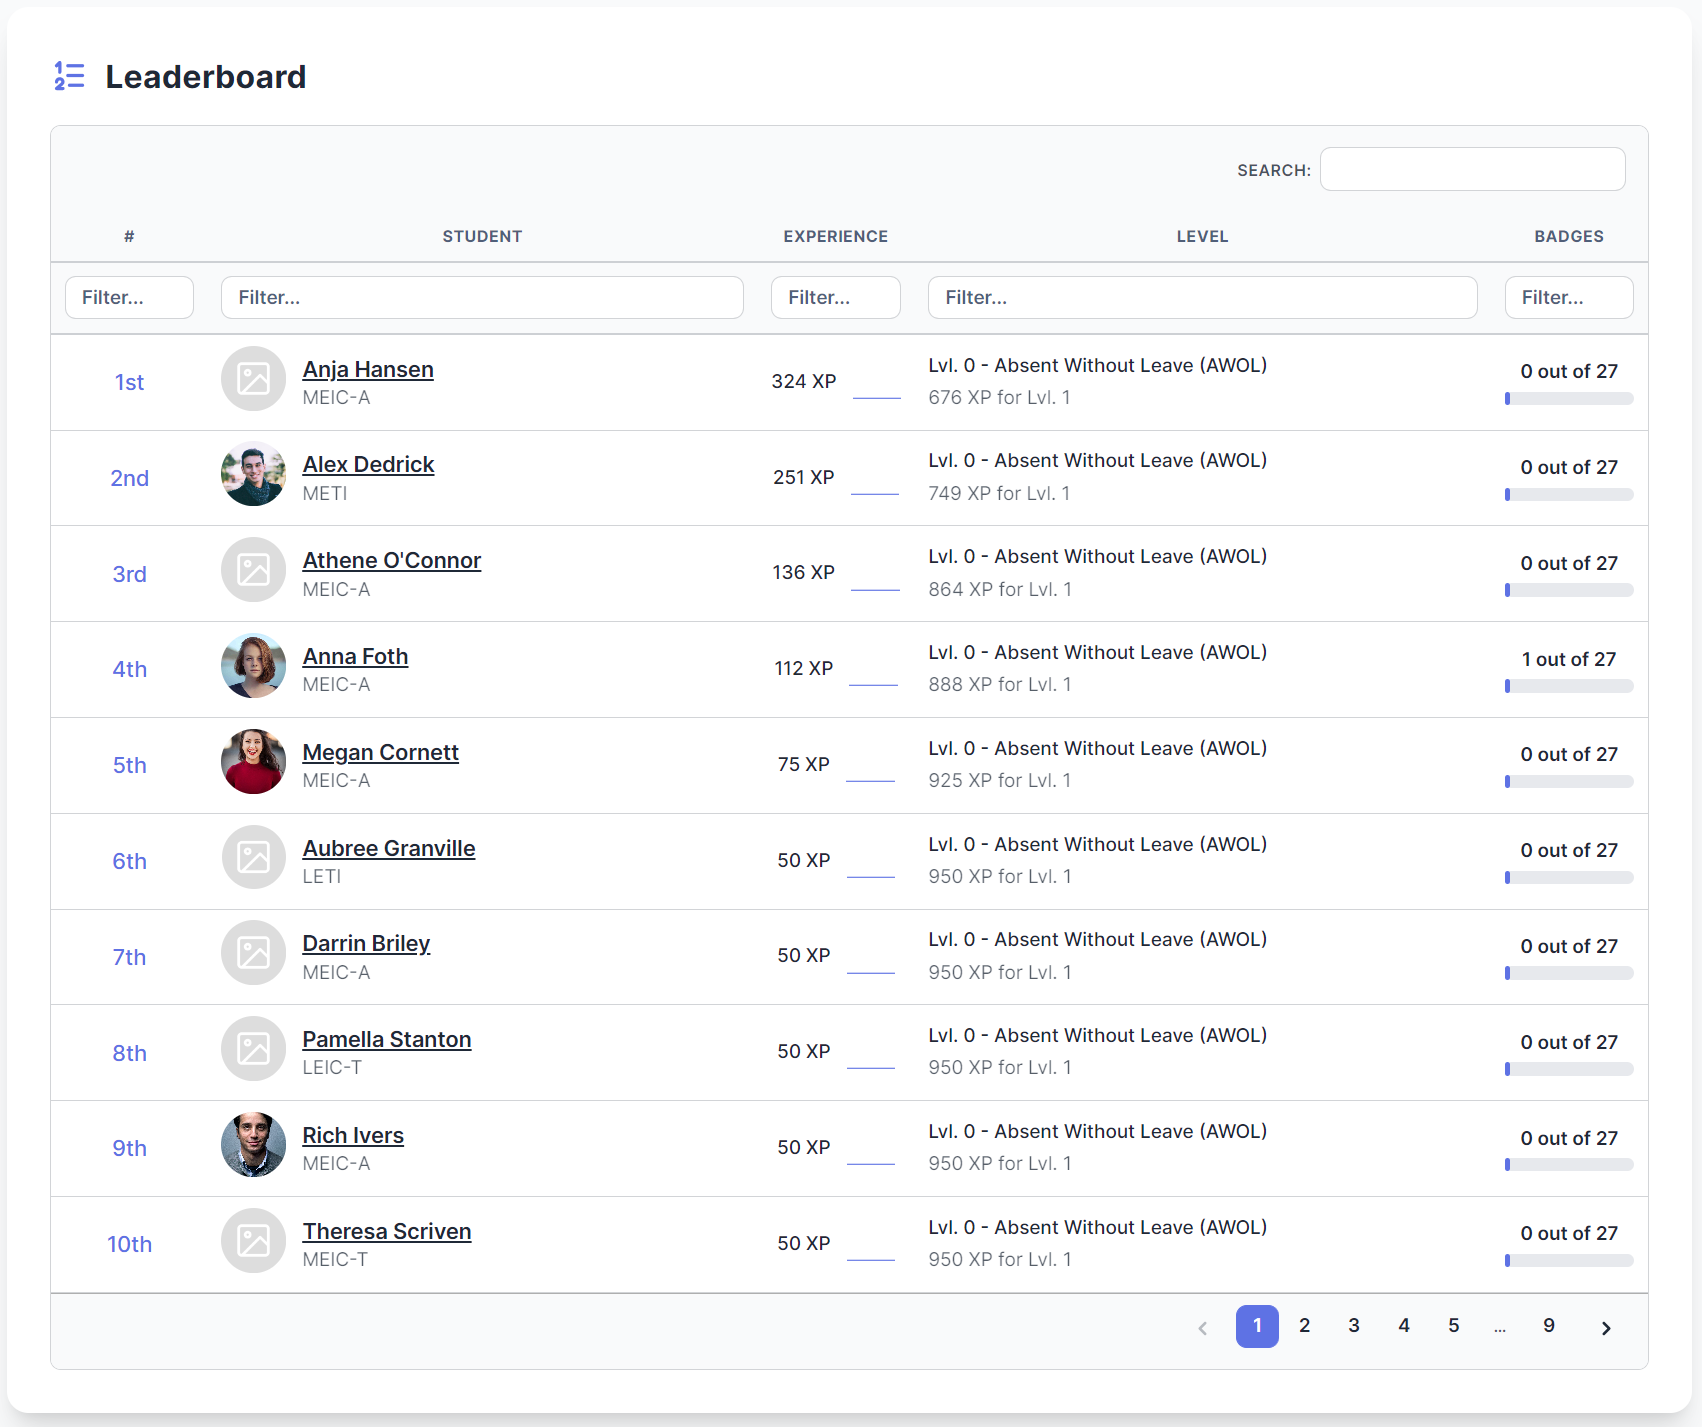 Leaderboard
SEARCH:
# STUDENT EXPERIENCE LEVEL BADGES
Filter... Filter... Filter... Filter... Filter...
1st Anja Hansen MEIC-A 324 XP Lvl. 0 - Absent Without Leave (AWOL) 676 XP for Lvl. 1 0 out of 27
2nd Alex Dedrick METI 251 XP Lvl. 0 - Absent Without Leave (AWOL) 749 XP for Lvl. 1 0 out of 27
3rd Athene O'Connor MEIC-A 136 XP Lvl. 0 - Absent Without Leave (AWOL) 864 XP for Lvl. 1 0 out of 27
4th Anna Foth MEIC-A 112 XP Lvl. 0 - Absent Without Leave (AWOL) 888 XP for Lvl. 1 1 out of 27
5th Megan Cornett MEIC-A 75 XP Lvl. 0 - Absent Without Leave (AWOL) 925 XP for Lvl. 1 0 out of 27
6th Aubree Granville LETI 50 XP Lvl. 0 - Absent Without Leave (AWOL) 950 XP for Lvl. 1 0 out of 27
7th Darrin Briley MEIC-A 50 XP Lvl. 0 - Absent Without Leave (AWOL) 950 XP for Lvl. 1 0 out of 27
8th Pamella Stanton LEIC-T 50 XP Lvl. 0 - Absent Without Leave (AWOL) 950 XP for Lvl. 1 0 out of 27
9th Rich Ivers MEIC-A 50 XP Lvl. 0 - Absent Without Leave (AWOL) 950 XP for Lvl. 1 0 out of 27
10th Theresa Scriven MEIC-T 50 XP Lvl. 0 - Absent Without Leave (AWOL) 950 XP for Lvl. 1 0 out of 27
1 2 3 4 5 ... 9